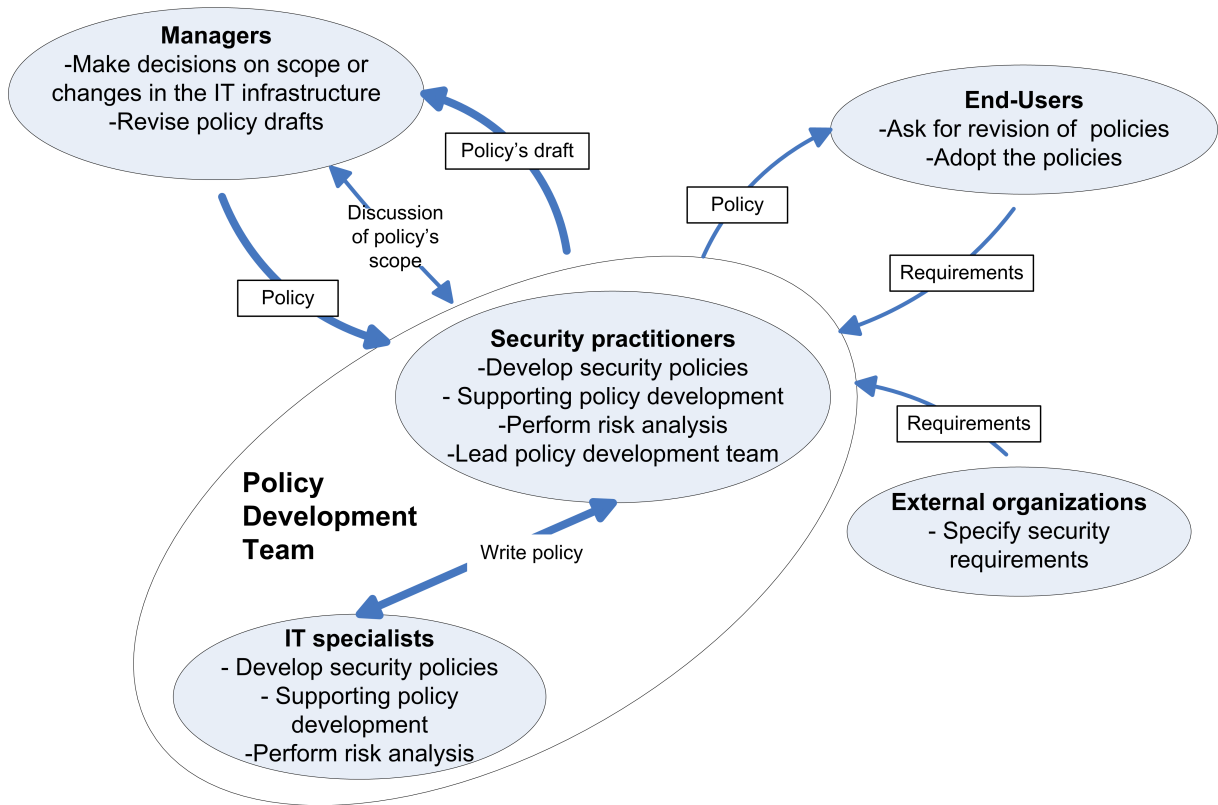 Managers
-Make decisions on scope or
changes in the IT infrastructure
-Revise policy drafts
Policy's draft
End-Users
-Ask for revision of  policies
-Adopt the policies
Policy
Discussion
of policy's
scope
Requirements
Policy
Security practitioners
-Develop security policies
- Supporting policy development
-Perform risk analysis
-Lead policy development team
Requirements
Policy
Development
Team
External organizations
- Specify security
requirements
Write policy
IT specialists
- Develop security policies
- Supporting policy
development
-Perform risk analysis